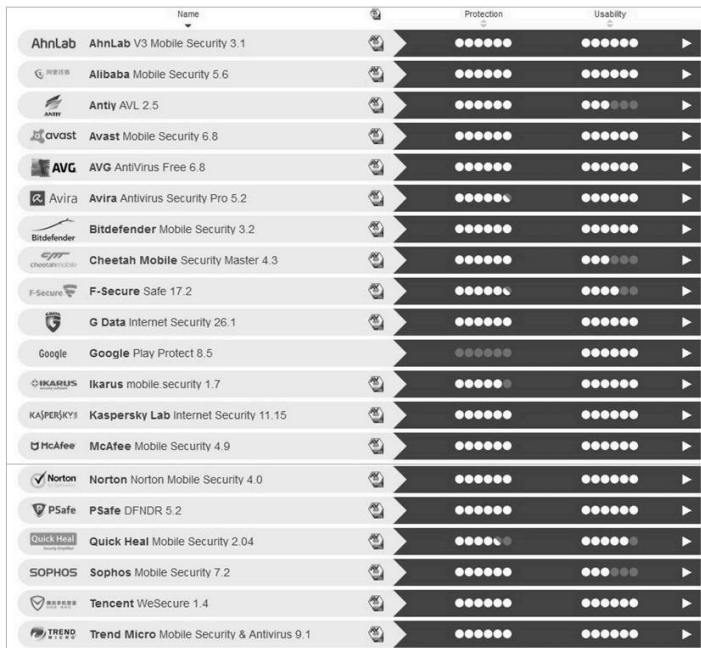 Name Protection Usability
AhnLab AhnLab V3 Mobile Security 3.1
Alibaba Mobile Security 5.6
ANTIY Antiy AVL 2.5
avast Avast Mobile Security 6.8
AVG AVG AntiVirus Free 6.8
Avira Avira Antivirus Security Pro 5.2
Bitdefender Bitdefender Mobile Security 3.2
cheetahmobile Cheetah Mobile Security Master 4.3
F-Secure F-Secure Safe 17.2
G Data Internet Security 26.1
Google Google Play Protect 8.5
IKARUS Ikarus mobile.security 1.7
KASPERSKY Kaspersky Lab Internet Security 11.15
McAfee McAfee Mobile Security 4.9
Norton Norton Norton Mobile Security 4.0
PSafe PSafe DFNDR 5.2
Quick Heal Quick Heal Mobile Security 2.04
SOPHOS Sophos Mobile Security 7.2
Tencent WeSecure 1.4
TREND MICRO Trend Micro Mobile Security & Antivirus 9.1